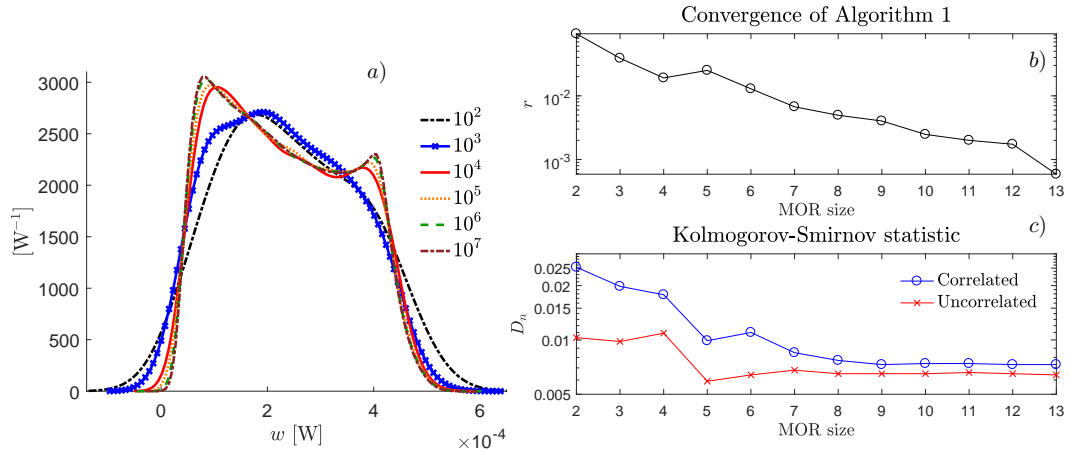 a)
3000
2500
2000
1500
1000
500
0
[W⁻¹]
10²
10³
10⁴
10⁵
10⁶
10⁷
0 2 4 6
×10⁻⁴
w [W]
Convergence of Algorithm 1
b)
10⁻²
10⁻³
r
2 3 4 5 6 7 8 9 10 11 12 13
MOR size
c)
Kolmogorov-Smirnov statistic
0.025
0.02
0.015
0.01
0.005
Dₙ
Correlated
Uncorrelated
2 3 4 5 6 7 8 9 10 11 12 13
MOR size